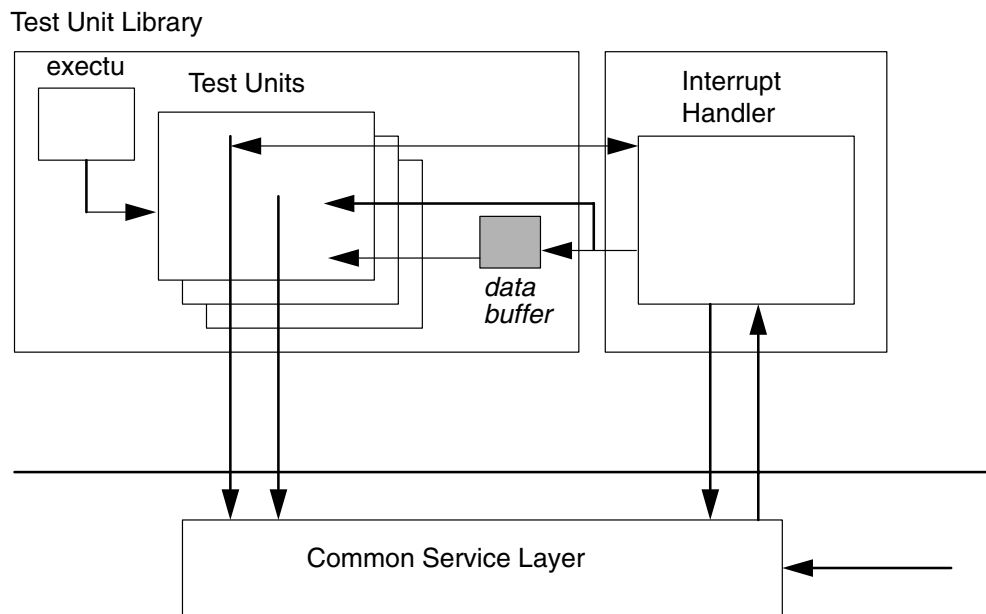 Test Unit Library
exectu
Test Units
Interrupt
Handler
data
buffer
Common Service Layer